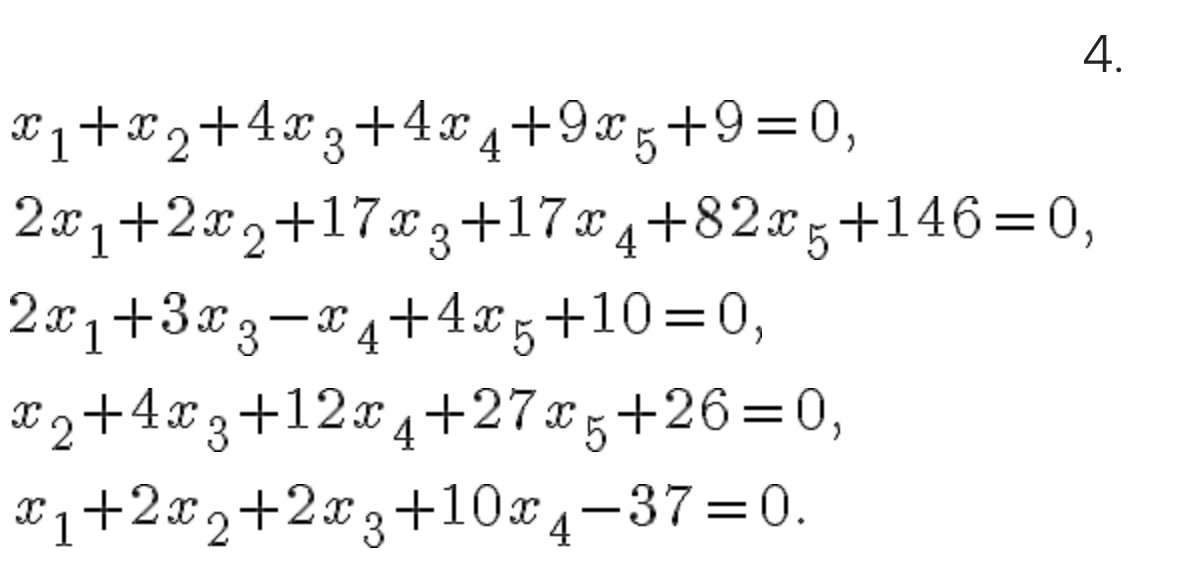 4.
x₁+x₂+4x₃+4x₄+9x₅+9=0,
2x₁+2x₂+17x₃+17x₄+82x₅+146=0,
2x₁+3x₃−x₄+4x₅+10=0,
x₂+4x₃+12x₄+27x₅+26=0,
x₁+2x₂+2x₃+10x₄−37=0.